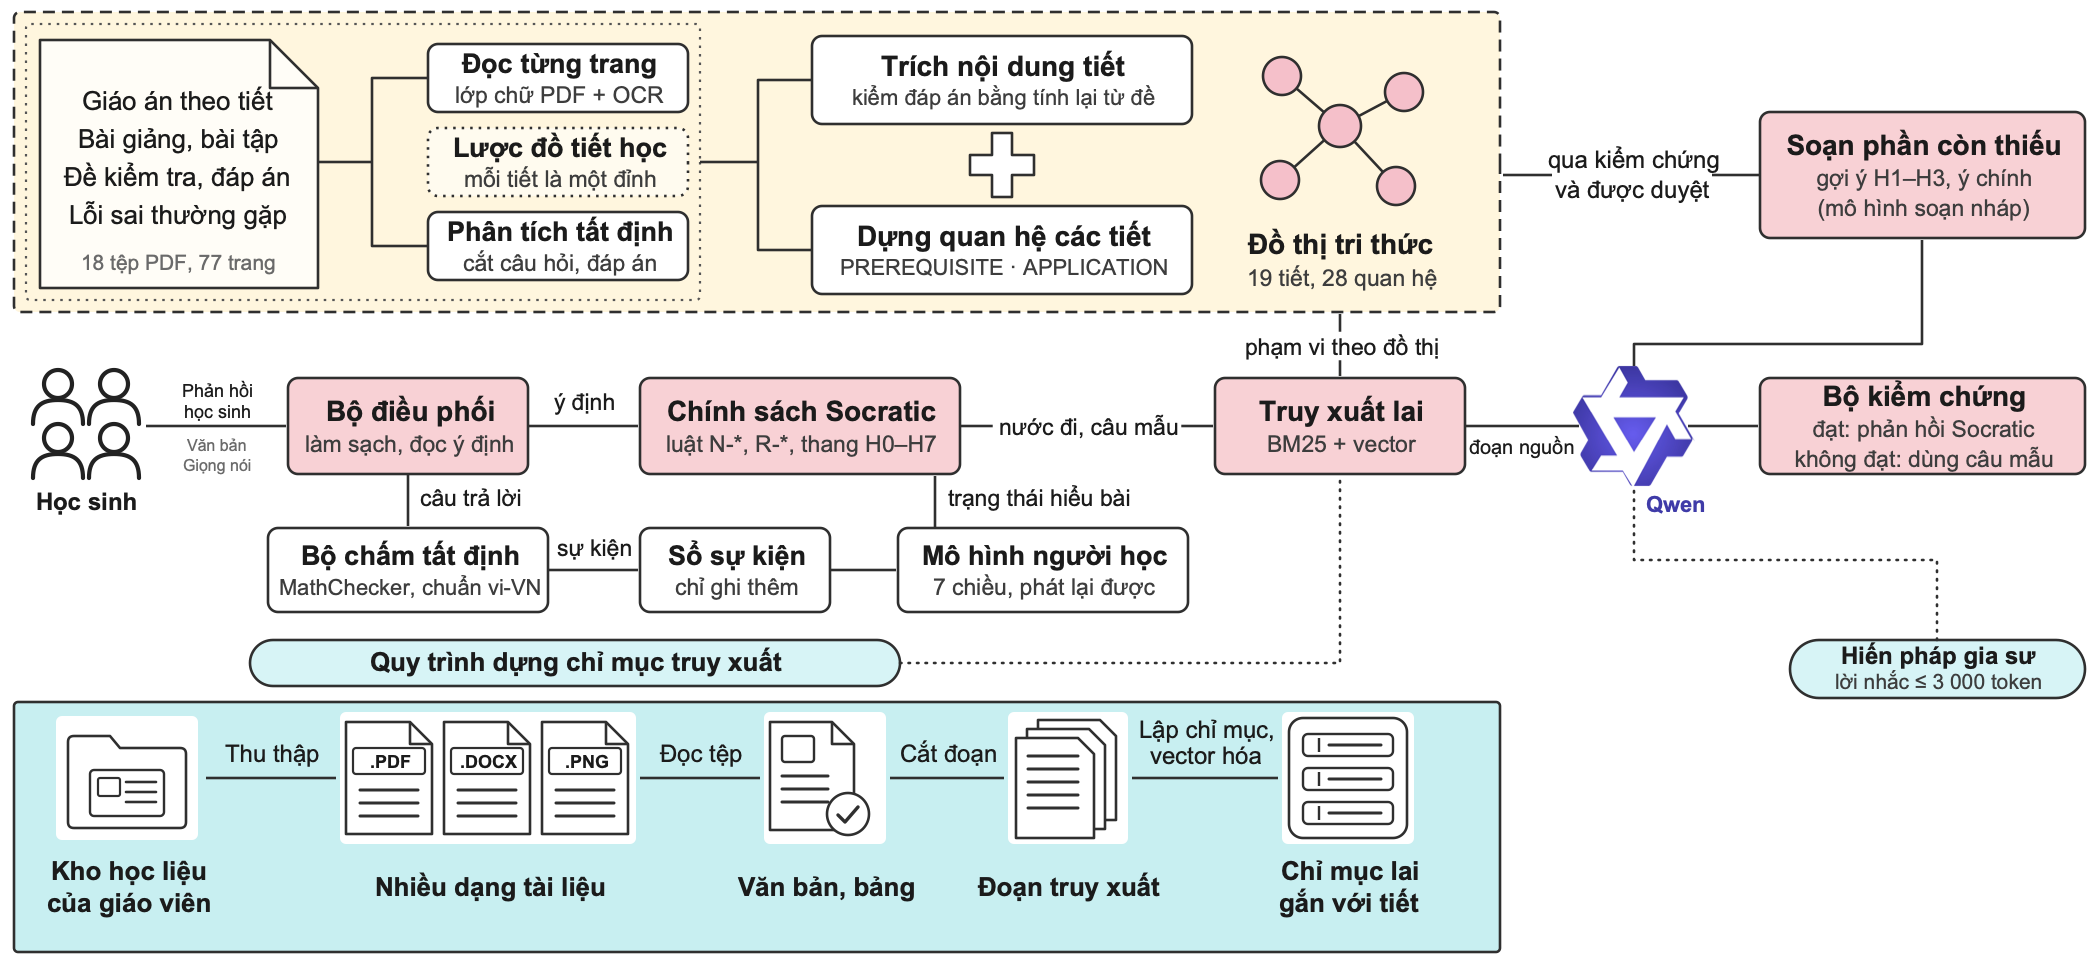 Giáo án theo tiết
Bài giảng, bài tập
Đề kiểm tra, đáp án
Lỗi sai thường gặp
18 tệp PDF, 77 trang
Đọc từng trang
lớp chữ PDF + OCR
Lược đồ tiết học
mỗi tiết là một đỉnh
Phân tích tất định
cắt câu hỏi, đáp án
Trích nội dung tiết
kiểm đáp án bằng tính lại từ đề
Dựng quan hệ các tiết
PREREQUISITE · APPLICATION
Đồ thị tri thức
19 tiết, 28 quan hệ
qua kiểm chứng
và được duyệt
Soạn phần còn thiếu
gợi ý H1–H3, ý chính
(mô hình soạn nháp)
phạm vi theo đồ thị
Học sinh
Phản hồi
học sinh
Văn bản
Giọng nói
Bộ điều phối
làm sạch, đọc ý định
ý định
Chính sách Socratic
luật N-*, R-*, thang H0–H7
nước đi, câu mẫu
Truy xuất lai
BM25 + vector
đoạn nguồn
Qwen
Bộ kiểm chứng
đạt: phản hồi Socratic
không đạt: dùng câu mẫu
câu trả lời
trạng thái hiểu bài
Bộ chấm tất định
MathChecker, chuẩn vi-VN
sự kiện
Sổ sự kiện
chỉ ghi thêm
Mô hình người học
7 chiều, phát lại được
Quy trình dựng chỉ mục truy xuất
Hiến pháp gia sư
lời nhắc ≤ 3 000 token
Thu thập
.PDF
.DOCX
.PNG
Đọc tệp
Cắt đoạn
Lập chỉ mục,
vector hóa
Kho học liệu
của giáo viên
Nhiều dạng tài liệu
Văn bản, bảng
Đoạn truy xuất
Chỉ mục lai
gắn với tiết